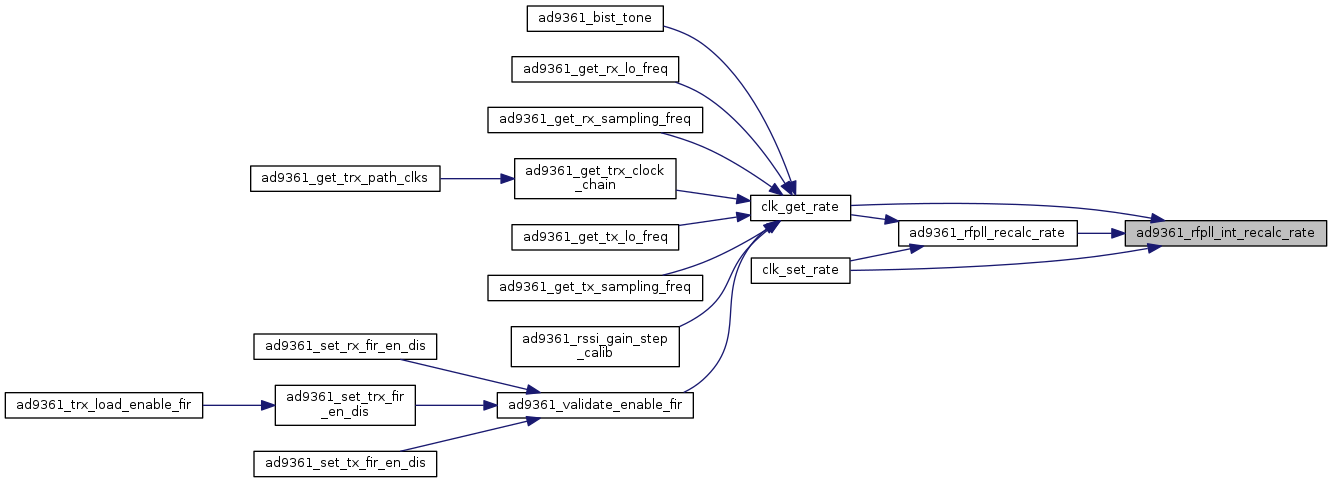 ad9361_bist_tone
ad9361_get_rx_lo_freq
ad9361_get_rx_sampling_freq
ad9361_get_trx_path_clks
ad9361_get_trx_clock
_chain
clk_get_rate
ad9361_get_tx_lo_freq
ad9361_rfpll_recalc_rate
ad9361_rfpll_int_recalc_rate
clk_set_rate
ad9361_get_tx_sampling_freq
ad9361_rssi_gain_step
_calib
ad9361_set_rx_fir_en_dis
ad9361_trx_load_enable_fir
ad9361_set_trx_fir
_en_dis
ad9361_validate_enable_fir
ad9361_set_tx_fir_en_dis